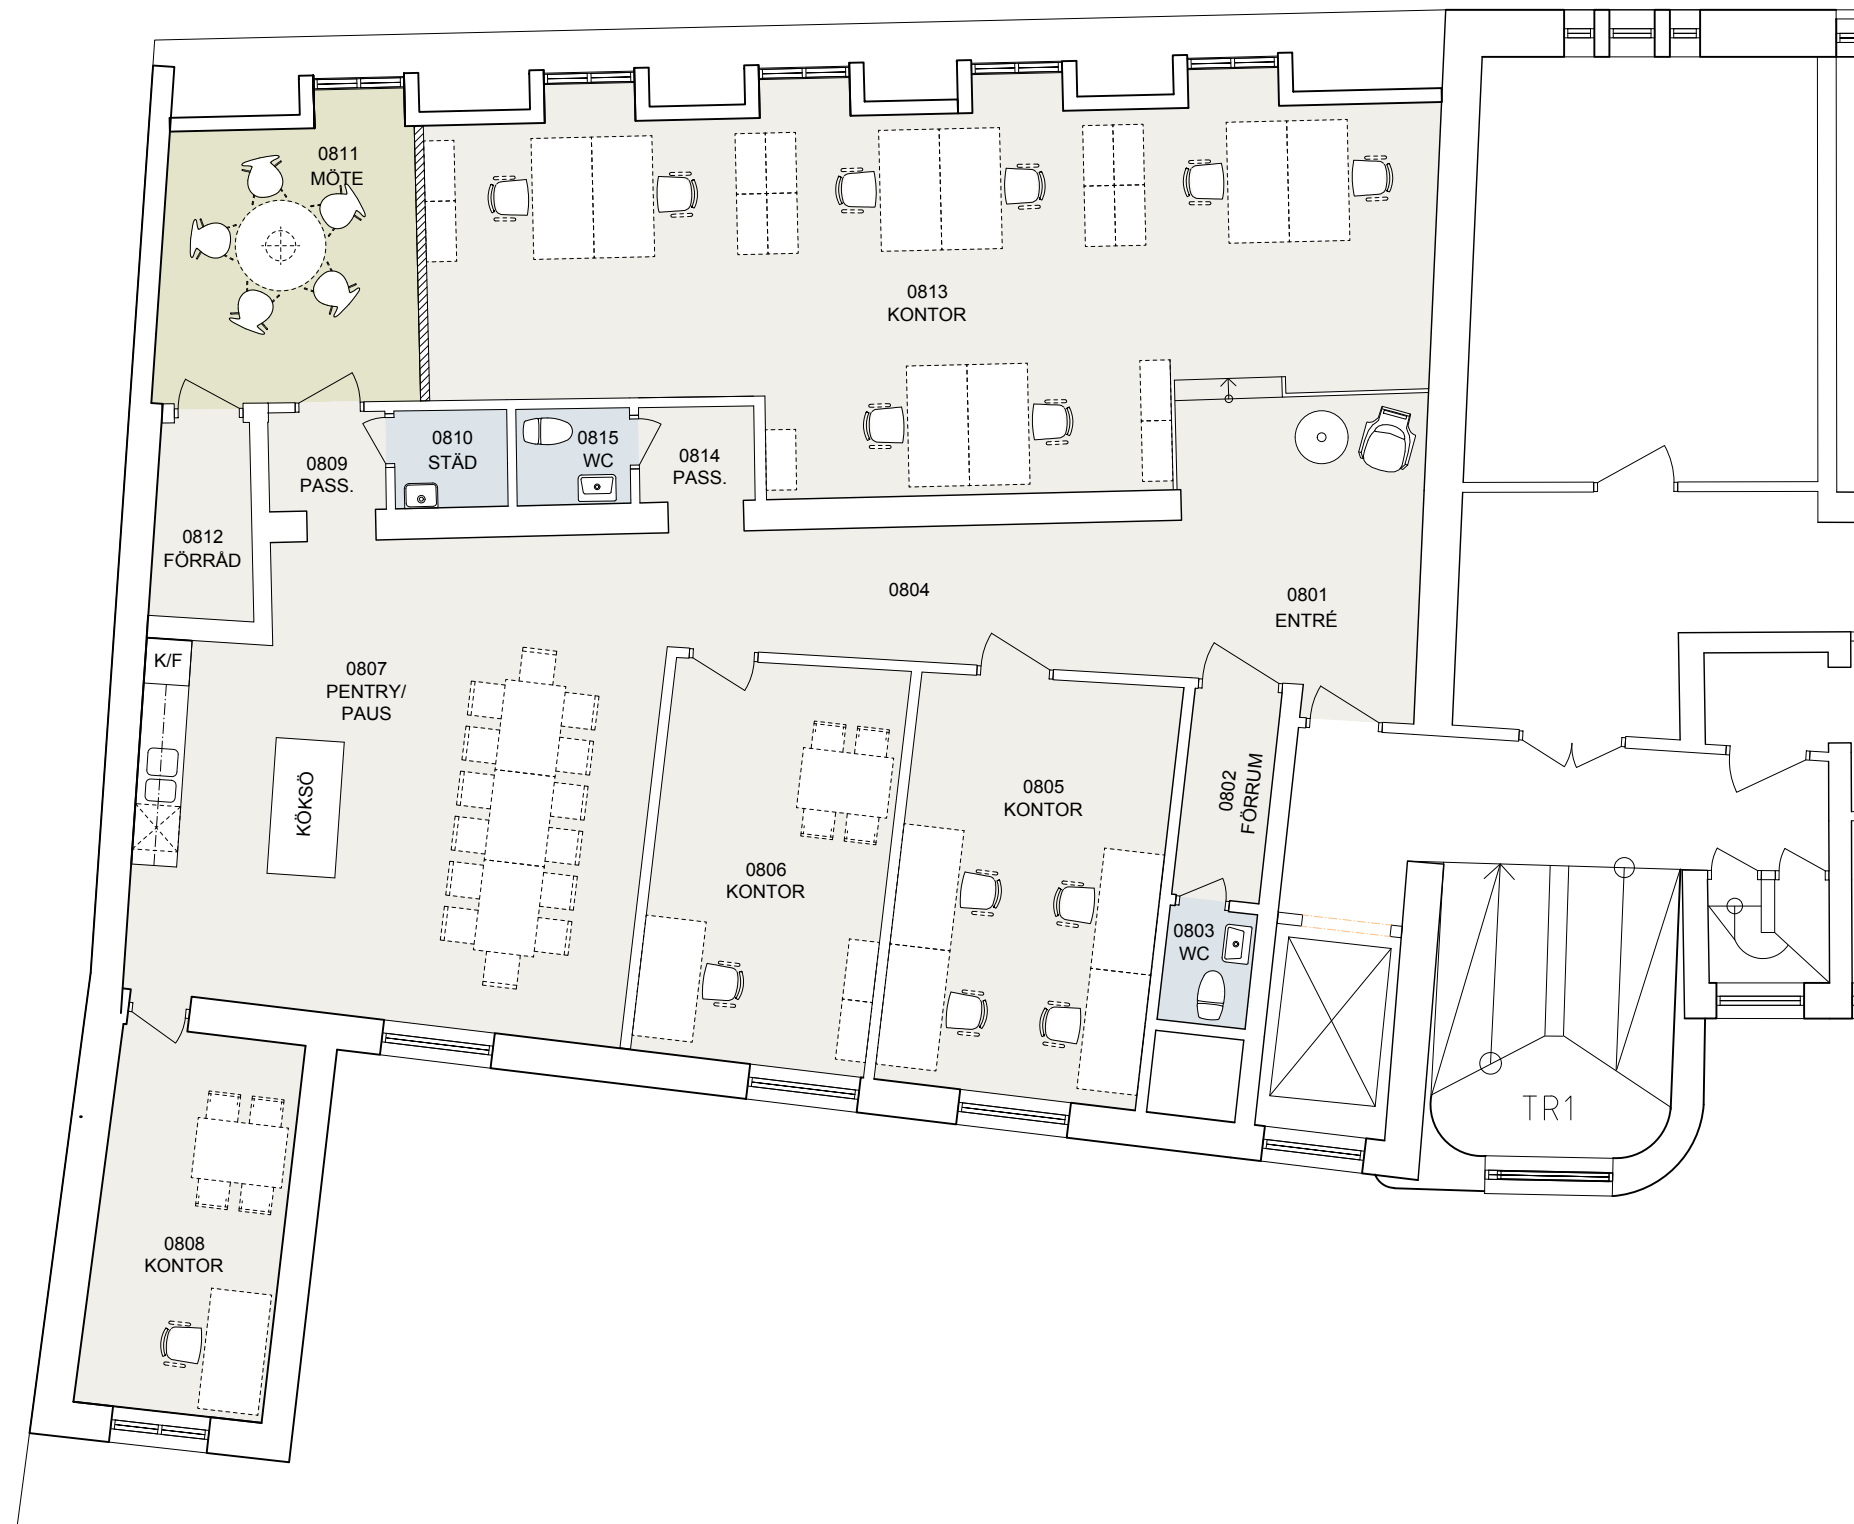 0811
MÖTE
0813
KONTOR
0810
STÄD
0815
WC
0814
PASS.
0809
PASS.
0812
FÖRRÅD
0804
0801
ENTRÉ
K/F
0807
PENTRY/
PAUS
KÖKSÖ
0805
KONTOR
0802
FÖRRUM
0806
KONTOR
0803
WC
TR1
0808
KONTOR